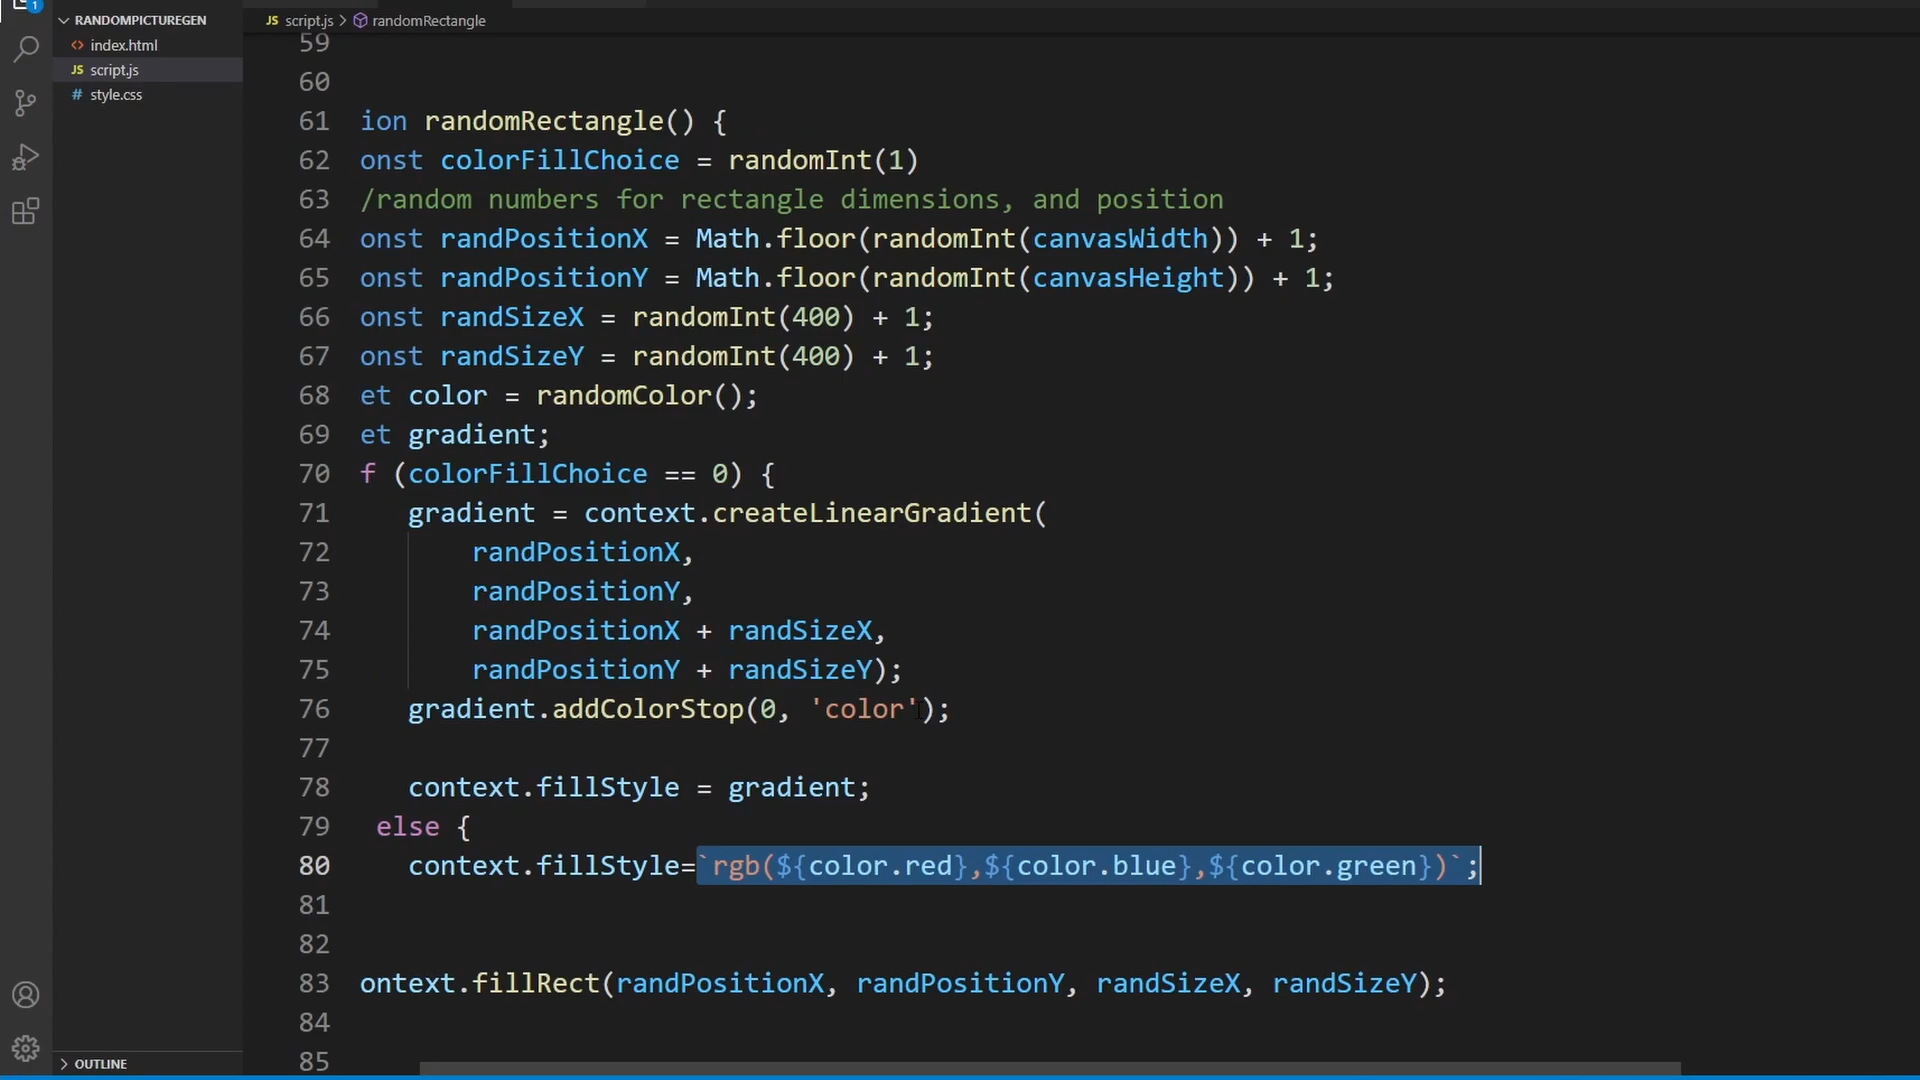 1
RANDOMPICTUREGEN
<> index.html
JS script.js
# style.css
OUTLINE
JS script.js > randomRectangle
59
60
61 ion randomRectangle() {
62 onst colorFillChoice = randomInt(1)
63 /random numbers for rectangle dimensions, and position
64 onst randPositionX = Math.floor(randomInt(canvasWidth)) + 1;
65 onst randPositionY = Math.floor(randomInt(canvasHeight)) + 1;
66 onst randSizeX = randomInt(400) + 1;
67 onst randSizeY = randomInt(400) + 1;
68 et color = randomColor();
69 et gradient;
70 f (colorFillChoice == 0) {
71 gradient = context.createLinearGradient(
72 randPositionX,
73 randPositionY,
74 randPositionX + randSizeX,
75 randPositionY + randSizeY);
76 gradient.addColorStop(0, 'color');
77
78 context.fillStyle = gradient;
79 else {
80 context.fillStyle=`rgb(${color.red},${color.blue},${color.green})`;
81
82
83 ontext.fillRect(randPositionX, randPositionY, randSizeX, randSizeY);
84
85